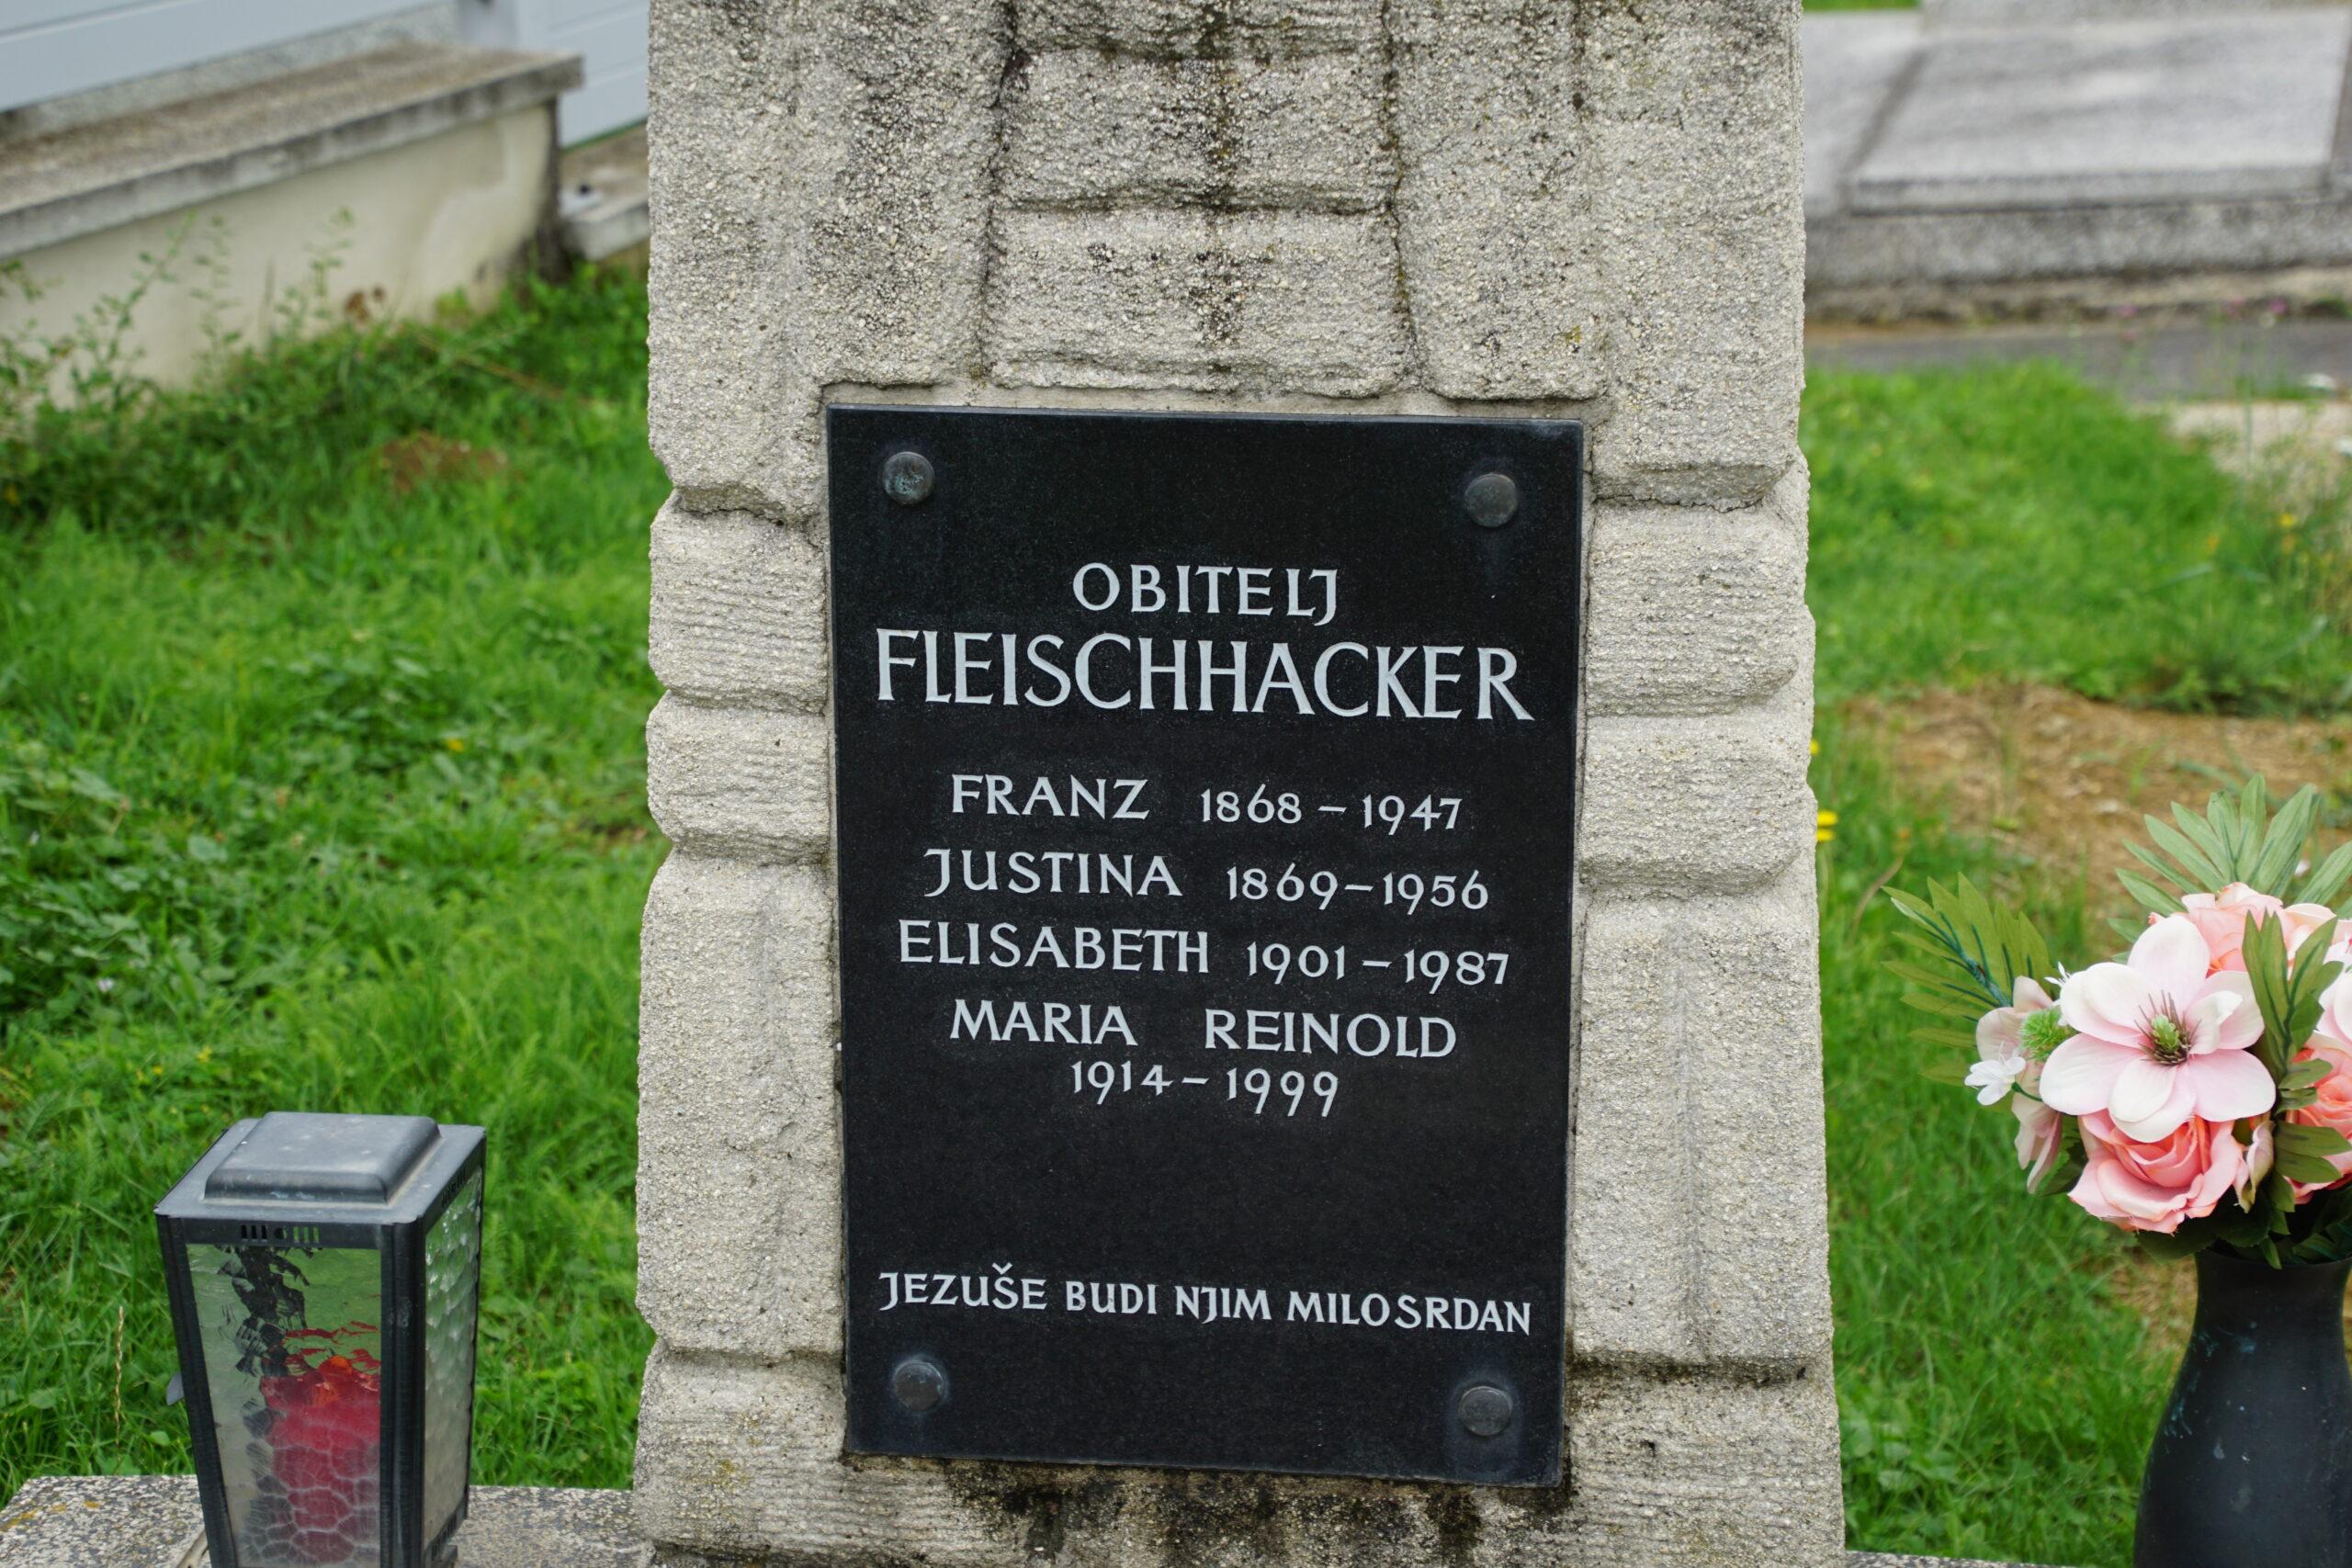 OBITELJ
FLEISCHHACKER
FRANZ 1868 – 1947
JUSTINA 1869 – 1956
ELISABETH 1901 – 1987
MARIA REINOLD
1914 – 1999
JEZUŠE BUDI NJIM MILOSRDAN